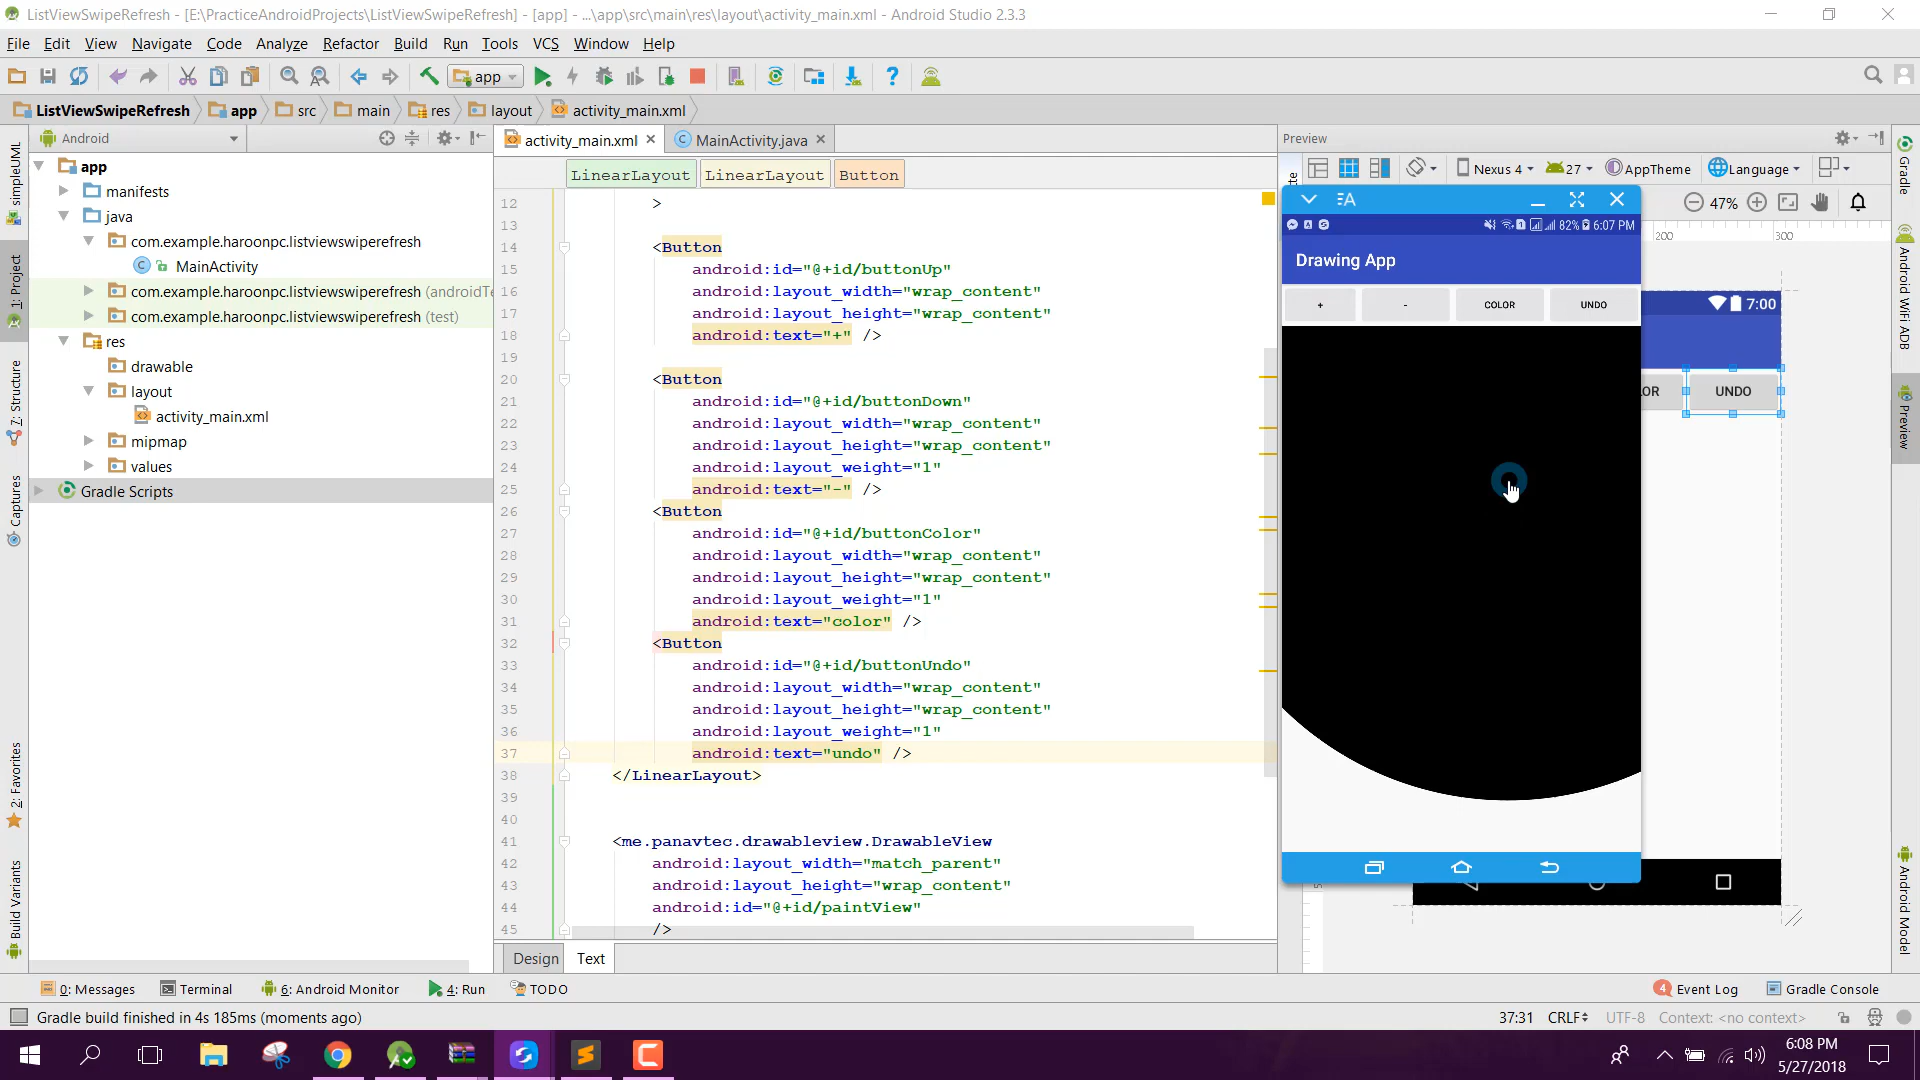 ListViewSwipeRefresh - [E:\PracticeAndroidProjects\ListViewSwipeRefresh] - [app] - ...\app\src\main\res\layout\activity_main.xml - Android Studio 2.3.3
File Edit View Navigate Code Analyze Refactor Build Run Tools VCS Window Help
app
ListViewSwipeRefresh app src main res layout activity_main.xml
Android
activity_main.xml MainActivity.java
Preview
LinearLayout LinearLayout Button
Nexus 4 27 AppTheme Language
47%
200 300
simpleUML
1: Project
7: Structure
Captures
2: Favorites
Build Variants
app
manifests
java
com.example.haroonpc.listviewswiperefresh
MainActivity
com.example.haroonpc.listviewswiperefresh (androidTe
com.example.haroonpc.listviewswiperefresh (test)
res
drawable
layout
activity_main.xml
mipmap
values
Gradle Scripts
12 >
13
14 <Button
15 android:id="@+id/buttonUp"
16 android:layout_width="wrap_content"
17 android:layout_height="wrap_content"
18 android:text="+" />
19
20 <Button
21 android:id="@+id/buttonDown"
22 android:layout_width="wrap_content"
23 android:layout_height="wrap_content"
24 android:layout_weight="1"
25 android:text="-" />
26 <Button
27 android:id="@+id/buttonColor"
28 android:layout_width="wrap_content"
29 android:layout_height="wrap_content"
30 android:layout_weight="1"
31 android:text="color" />
32 <Button
33 android:id="@+id/buttonUndo"
34 android:layout_width="wrap_content"
35 android:layout_height="wrap_content"
36 android:layout_weight="1"
37 android:text="undo" />
38 </LinearLayout>
39
40
41 <me.panavtec.drawableview.DrawableView
42 android:layout_width="match_parent"
43 android:layout_height="wrap_content"
44 android:id="@+id/paintView"
45 />
Design Text
82% 6:07 PM
Drawing App
+ - COLOR UNDO
7:00
OR UNDO
Gradle
Android WiFi ADB
Preview
Android Model
0: Messages Terminal 6: Android Monitor 4: Run TODO
4 Event Log Gradle Console
Gradle build finished in 4s 185ms (moments ago)
37:31 CRLF UTF-8 Context: <no context>
6:08 PM
5/27/2018